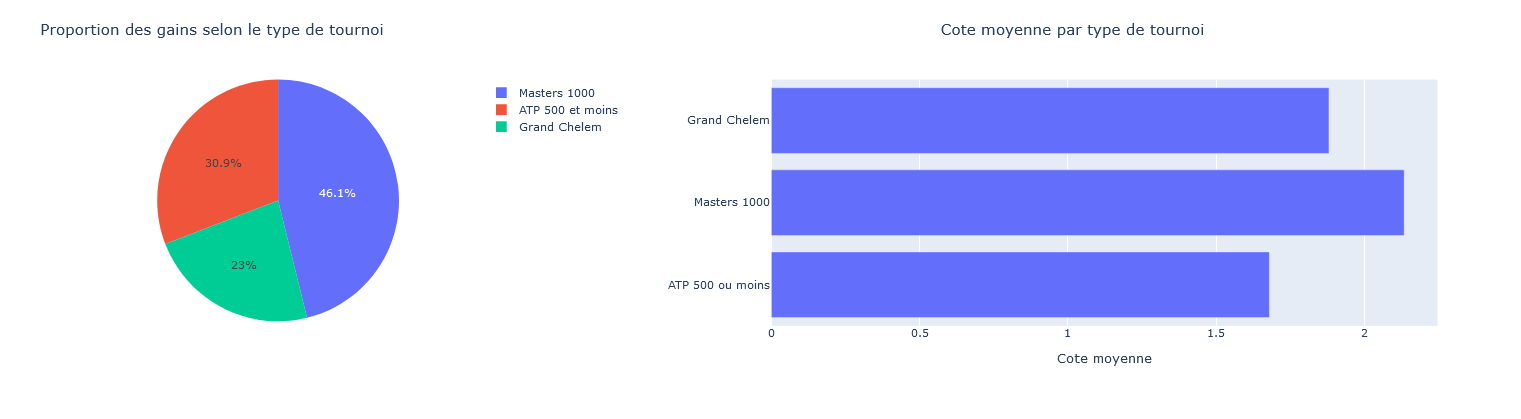 Proportion des gains selon le type de tournoi
Masters 1000
ATP 500 et moins
Grand Chelem
30.9%
46.1%
23%
Cote moyenne par type de tournoi
Grand Chelem
Masters 1000
ATP 500 ou moins
0 0.5 1 1.5 2
Cote moyenne